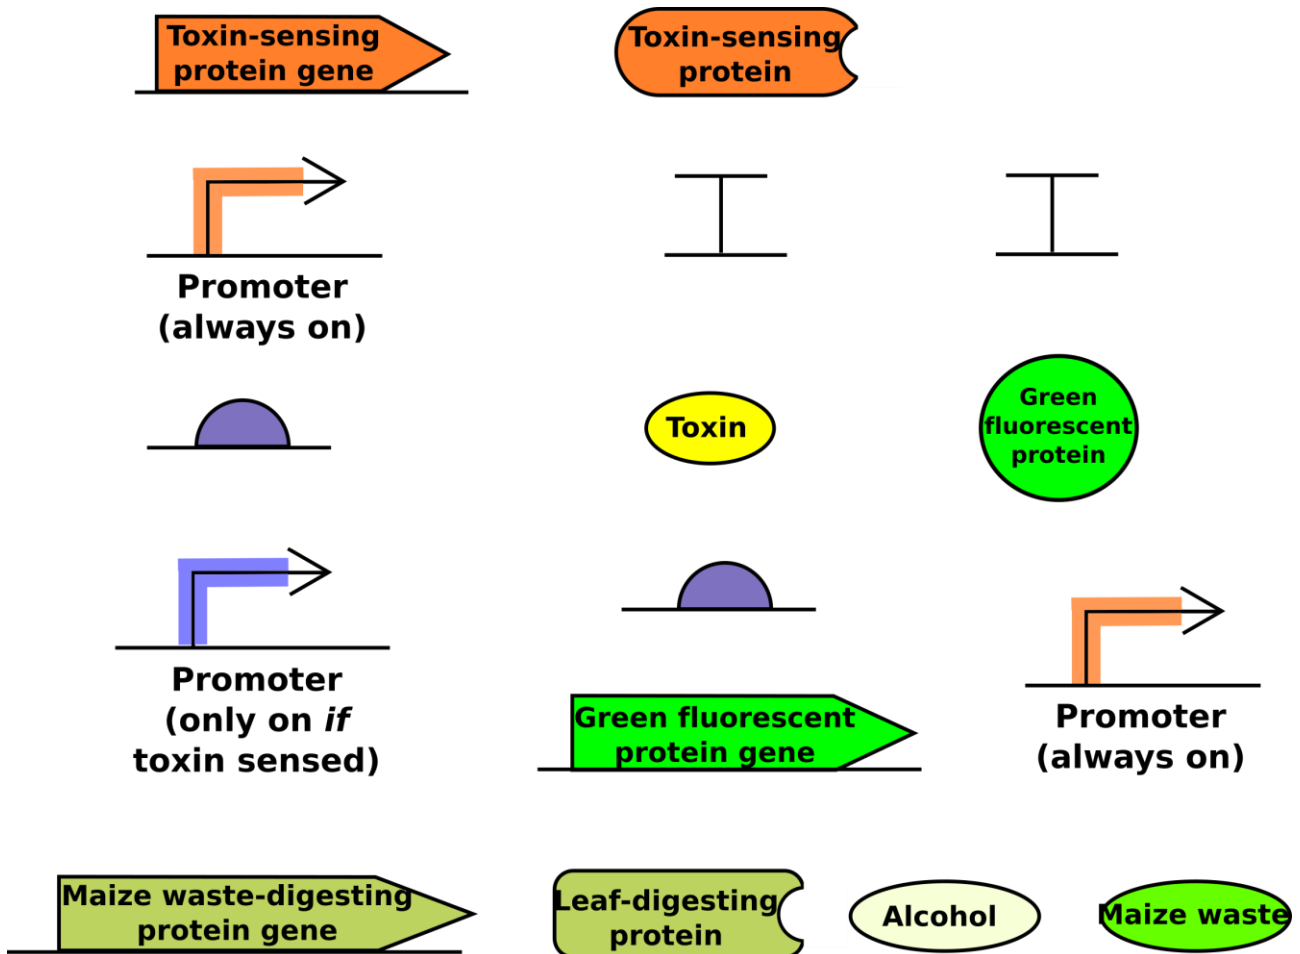 Toxin-sensing
protein gene
Toxin-sensing
protein
Promoter
(always on)
Toxin
Green
fluorescent
protein
Promoter
(only on if
toxin sensed)
Green fluorescent
protein gene
Promoter
(always on)
Maize waste-digesting
protein gene
Leaf-digesting
protein
Alcohol
Maize waste